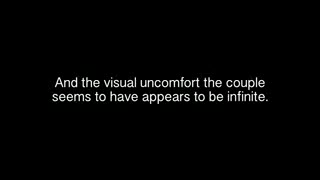 And the visual uncomfort the couple
seems to have appears to be infinite.